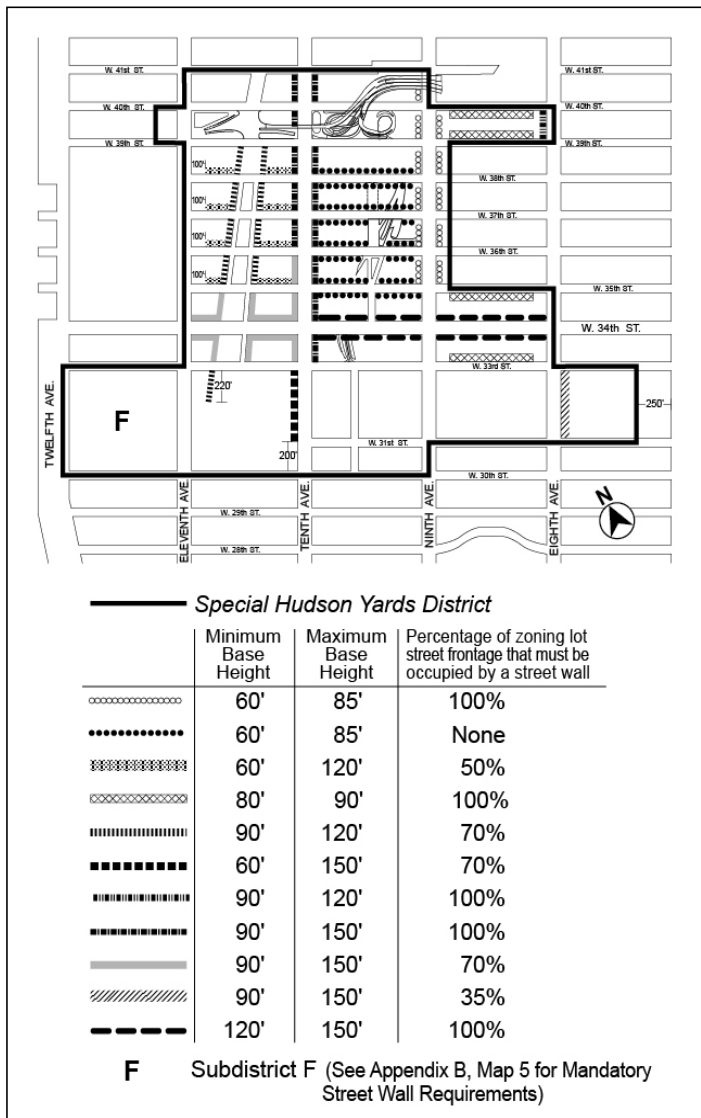 W. 41st ST.
W. 41st ST.
W. 40th ST.
W. 40th ST.
W. 39th ST.
W. 39th ST.
100'
W. 38th ST.
100'
W. 37th ST.
100'
W. 36th ST.
100'
W. 35th ST.
W. 34th ST.
W. 33rd ST.
220'
F
250'
TWELFTH AVE.
200'
W. 31st ST.
W. 30th ST.
ELEVENTH AVE.
TENTH AVE.
NINTH AVE.
EIGHTH AVE.
N
W. 29th ST.
W. 28th ST.
Special Hudson Yards District
Minimum Base Height
Maximum Base Height
Percentage of zoning lot street frontage that must be occupied by a street wall
60' 85' 100%
60' 85' None
60' 120' 50%
80' 90' 100%
90' 120' 70%
60' 150' 70%
90' 120' 100%
90' 150' 100%
90' 150' 70%
90' 150' 35%
120' 150' 100%
F Subdistrict F (See Appendix B, Map 5 for Mandatory
Street Wall Requirements)